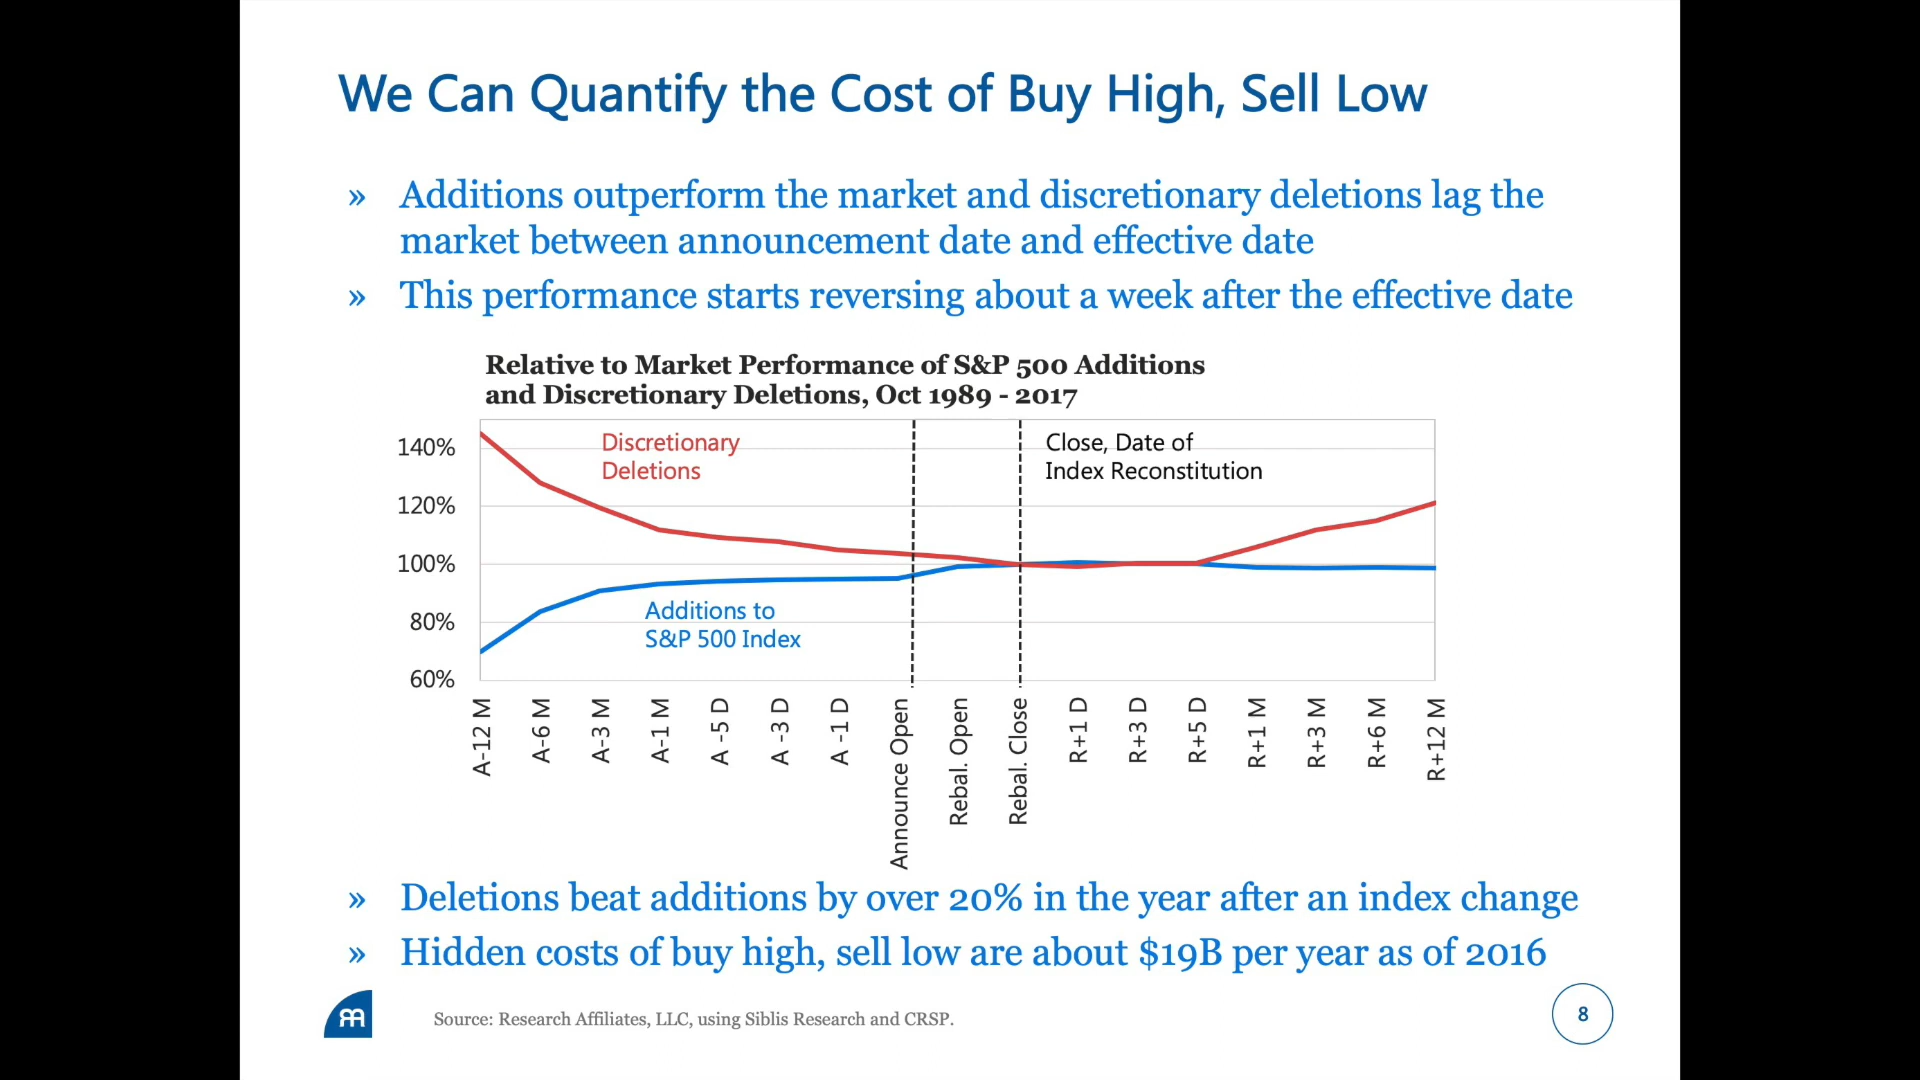 We Can Quantify the Cost of Buy High, Sell Low
» Additions outperform the market and discretionary deletions lag the
market between announcement date and effective date
» This performance starts reversing about a week after the effective date
Relative to Market Performance of S&P 500 Additions
and Discretionary Deletions, Oct 1989 - 2017
140%
120%
100%
80%
60%
Discretionary
Deletions
Close, Date of
Index Reconstitution
Additions to
S&P 500 Index
A-12 M
A-6 M
A-3 M
A-1 M
A -5 D
A -3 D
A -1 D
Announce Open
Rebal. Open
Rebal. Close
R+1 D
R+3 D
R+5 D
R+1 M
R+3 M
R+6 M
R+12 M
» Deletions beat additions by over 20% in the year after an index change
» Hidden costs of buy high, sell low are about $19B per year as of 2016
Source: Research Affiliates, LLC, using Siblis Research and CRSP.
8